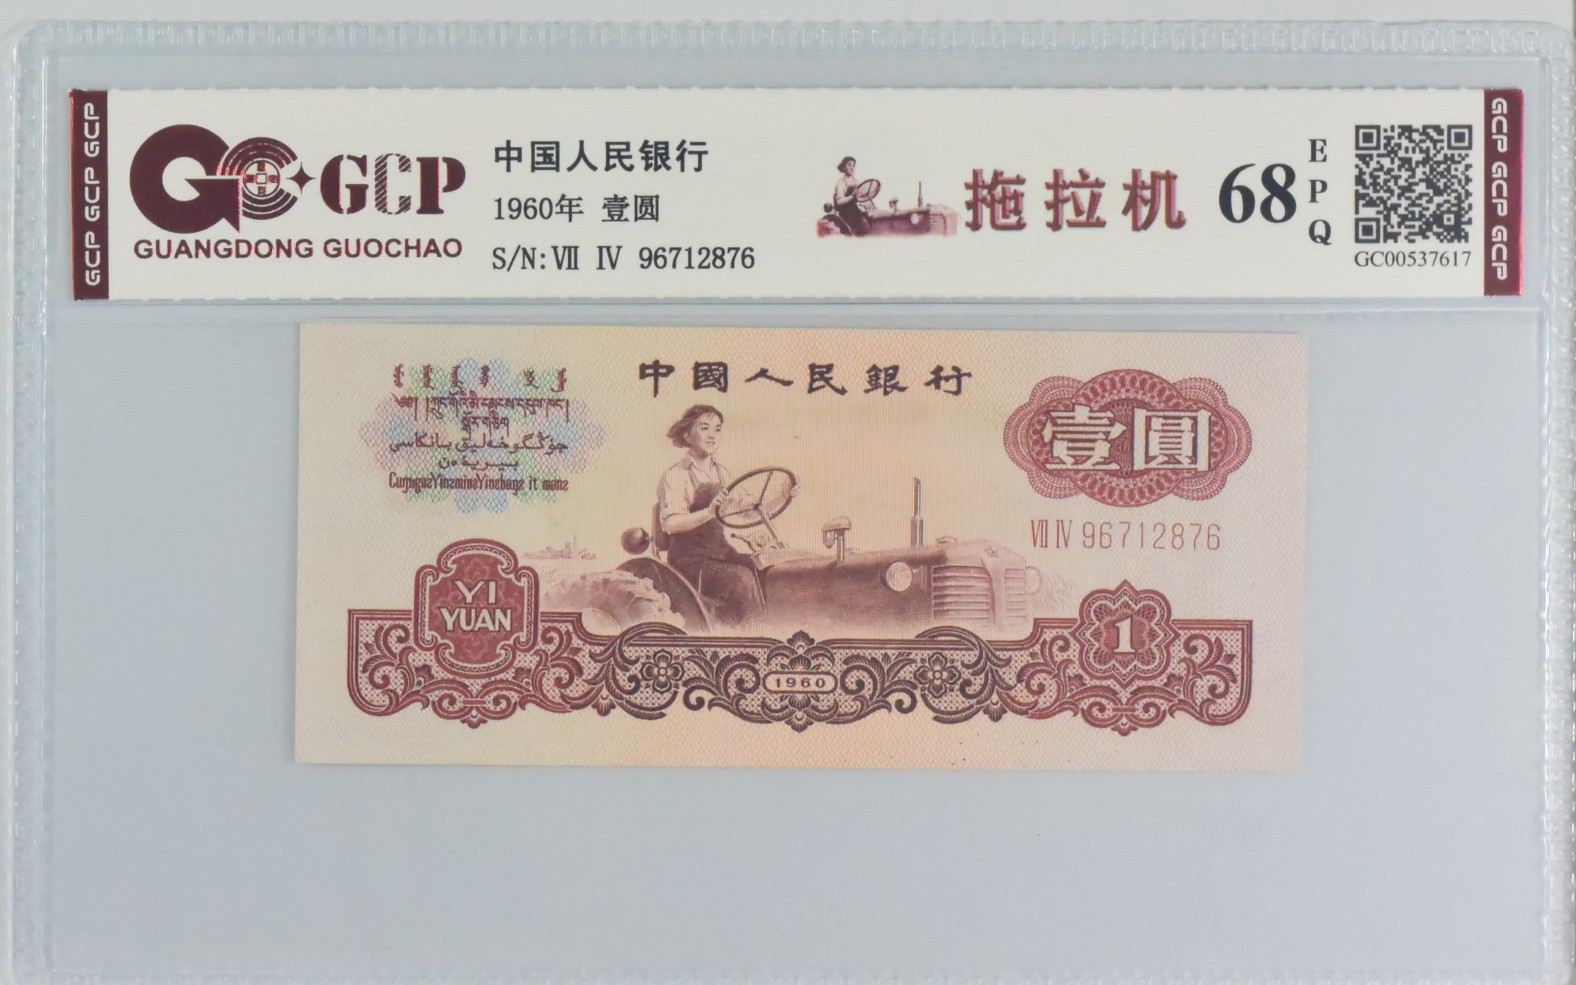 GCP GCP GCP
GCP
GUANGDONG GUOCHAO
中国人民银行
1960年 壹圆
S/N: Ⅶ Ⅳ 96712876
拖拉机
68
E
P
Q
GC00537617
GCP GCP GCP
中國人民銀行
壹圓
Ⅶ Ⅳ 96712876
YI
YUAN
1960
1